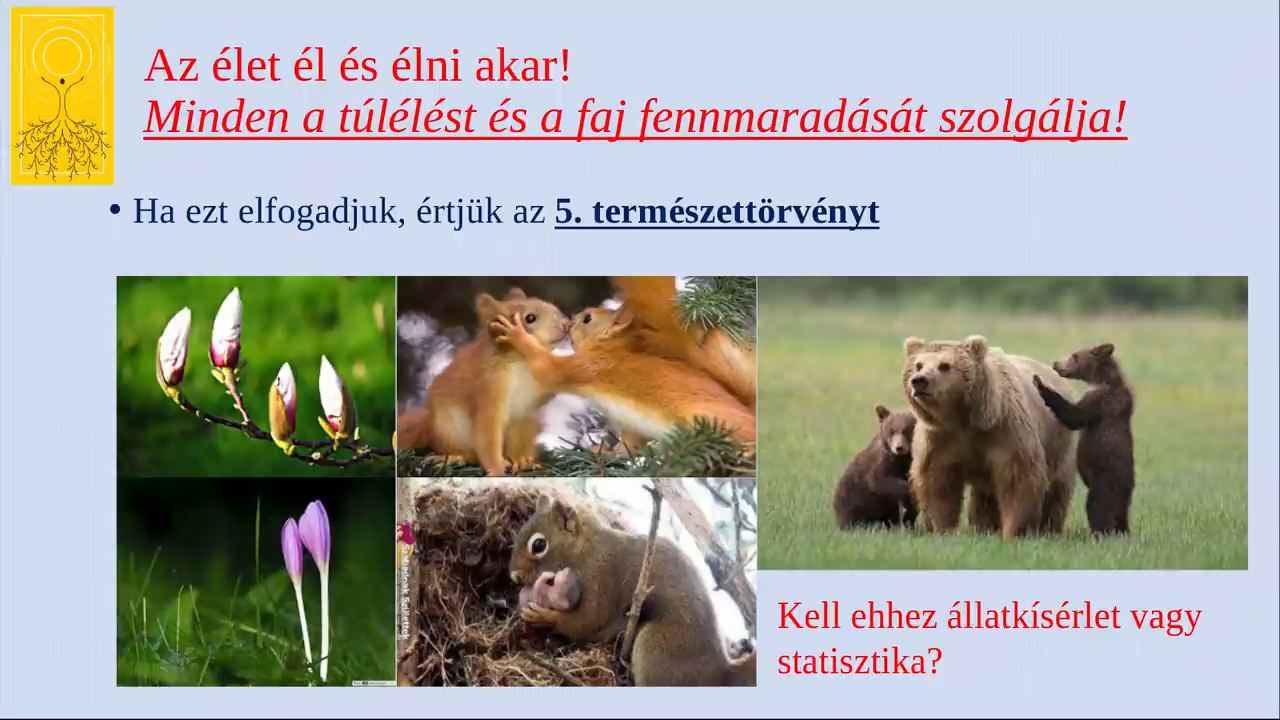 Az élet él és élni akar!
Minden a túlélést és a faj fennmaradását szolgálja!
• Ha ezt elfogadjuk, értjük az 5. természettörvényt
Kell ehhez állatkísérlet vagy
statisztika?